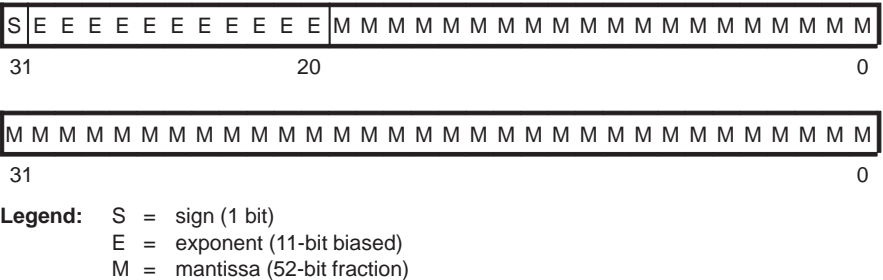 S E E E E E E E E E E E M M M M M M M M M M M M M M M M M M M M
31 20 0
M M M M M M M M M M M M M M M M M M M M M M M M M M M M M M M M
31 0
Legend: S = sign (1 bit)
E = exponent (11-bit biased)
M = mantissa (52-bit fraction)